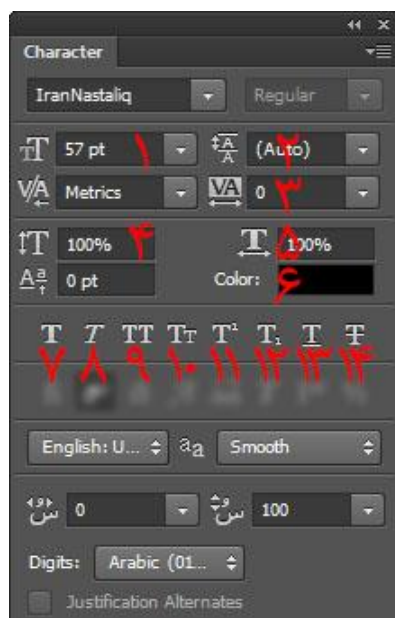 Character
IranNastaliq Regular
57 pt ۱ (Auto) ۲
Metrics 0 ۳
100% ۴ 100% ۵
0 pt Color: ۶
T T TT Tт T¹ T₁ T T
۷ ۸ ۹ ۱۰ ۱۱ ۱۲ ۱۳ ۱۴
English: U... aa Smooth
س 0 س 100
Digits: Arabic (01...
Justification Alternates